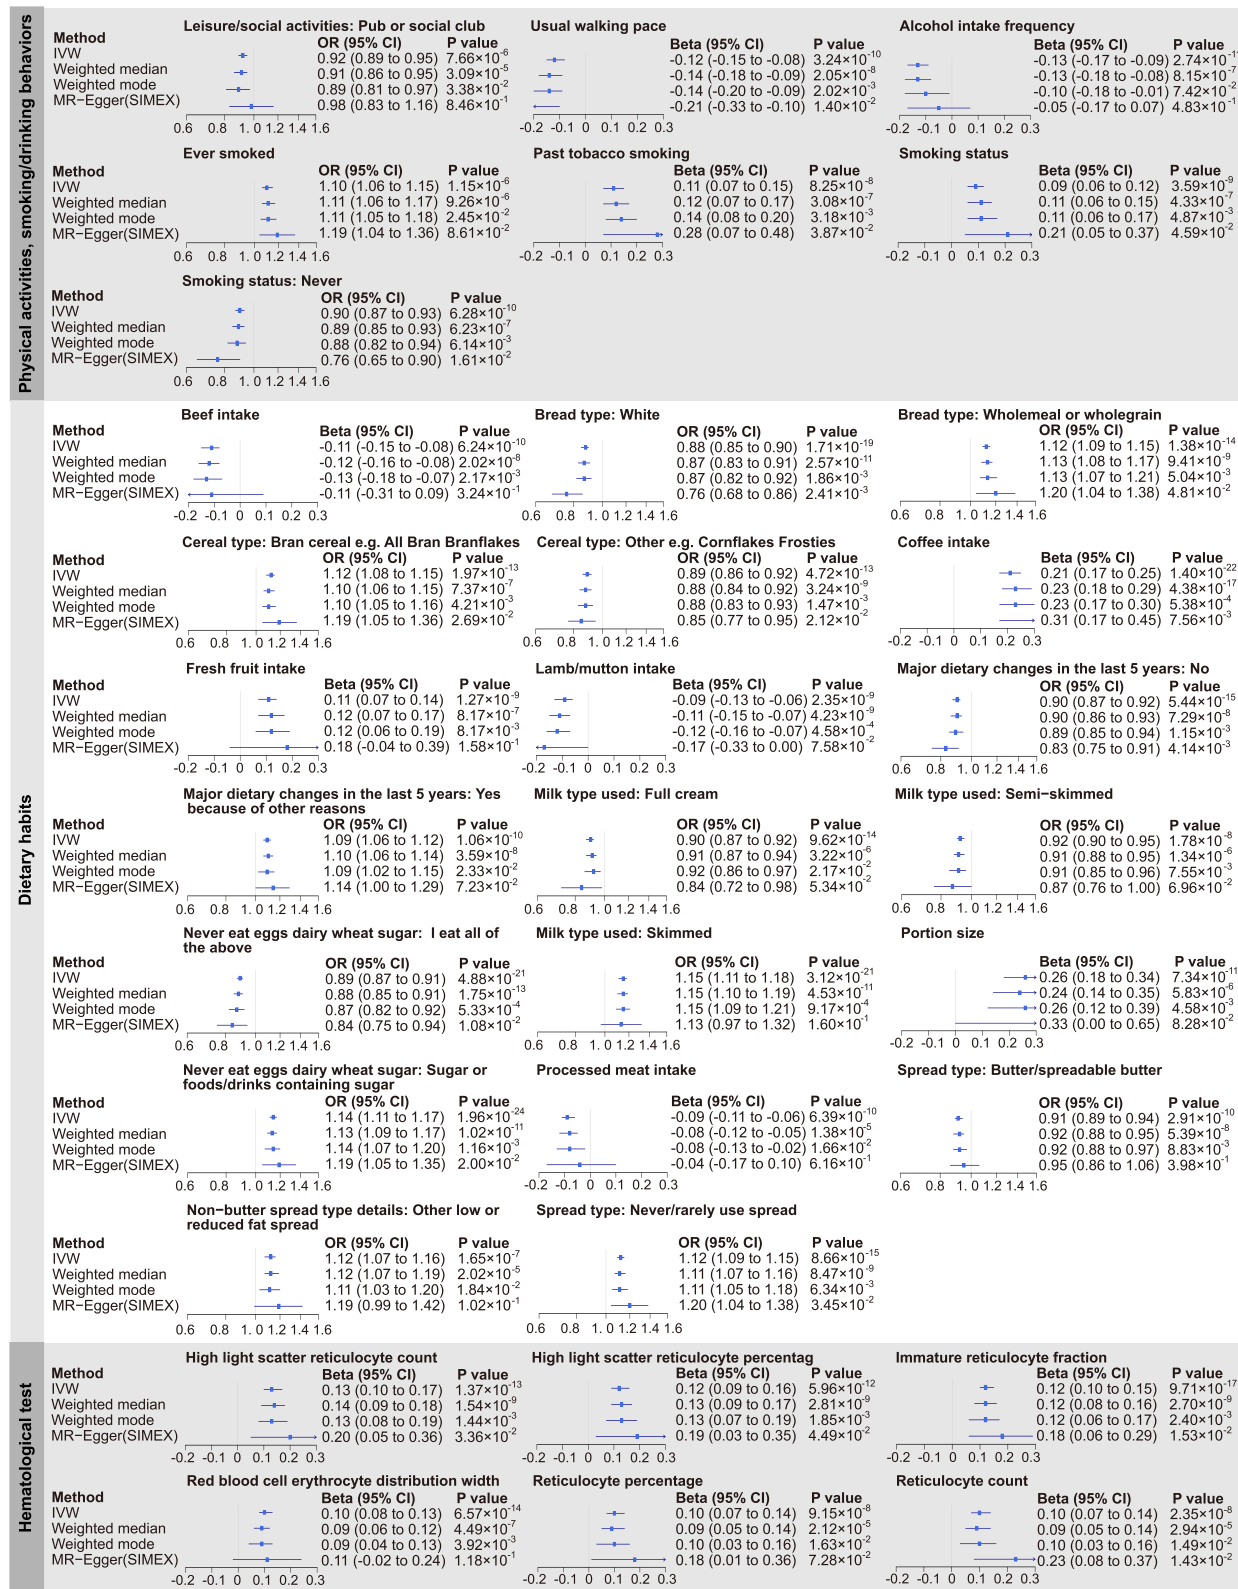 Physical activities, smoking/drinking behaviors
Leisure/social activities: Pub or social club
Method OR (95% CI) P value
IVW 0.92 (0.89 to 0.95) 7.66×10-6
Weighted median 0.91 (0.86 to 0.95) 3.09×10-5
Weighted mode 0.89 (0.81 to 0.97) 3.38×10-2
MR−Egger(SIMEX) 0.98 (0.83 to 1.16) 8.46×10-1
0.6 0.8 1.0 1.2 1.4 1.6
Usual walking pace
Beta (95% CI) P value
-0.12 (-0.15 to -0.08) 3.24×10-10
-0.14 (-0.18 to -0.09) 2.05×10-8
-0.14 (-0.20 to -0.09) 2.02×10-3
-0.21 (-0.33 to -0.10) 1.40×10-2
-0.2 -0.1 0 0.1 0.2 0.3
Alcohol intake frequency
Beta (95% CI) P value
-0.13 (-0.17 to -0.09) 2.74×10-11
-0.13 (-0.18 to -0.08) 8.15×10-7
-0.10 (-0.18 to -0.01) 7.42×10-2
-0.05 (-0.17 to 0.07) 4.83×10-1
-0.2 -0.1 0 0.1 0.2 0.3
Ever smoked
IVW 1.10 (1.06 to 1.15) 1.15×10-6
Weighted median 1.11 (1.06 to 1.17) 9.26×10-6
Weighted mode 1.11 (1.05 to 1.18) 2.45×10-2
MR−Egger(SIMEX) 1.19 (1.04 to 1.36) 8.61×10-2
0.6 0.8 1.0 1.2 1.4 1.6
Past tobacco smoking
Beta (95% CI) P value
0.11 (0.07 to 0.15) 8.25×10-8
0.12 (0.07 to 0.17) 3.08×10-7
0.14 (0.08 to 0.20) 3.18×10-3
0.28 (0.07 to 0.48) 3.87×10-2
-0.2 -0.1 0 0.1 0.2 0.3
Smoking status
Beta (95% CI) P value
0.09 (0.06 to 0.12) 3.59×10-9
0.11 (0.06 to 0.15) 4.33×10-7
0.11 (0.06 to 0.17) 4.87×10-3
0.21 (0.05 to 0.37) 4.59×10-2
-0.2 -0.1 0 0.1 0.2 0.3
Smoking status: Never
Method OR (95% CI) P value
IVW 0.90 (0.87 to 0.93) 6.28×10-10
Weighted median 0.89 (0.85 to 0.93) 6.23×10-7
Weighted mode 0.88 (0.82 to 0.94) 6.14×10-3
MR−Egger(SIMEX) 0.76 (0.65 to 0.90) 1.61×10-2
0.6 0.8 1.0 1.2 1.4 1.6
Dietary habits
Beef intake
Method Beta (95% CI) P value
IVW -0.11 (-0.15 to -0.08) 6.24×10-10
Weighted median -0.12 (-0.16 to -0.08) 2.02×10-8
Weighted mode -0.13 (-0.18 to -0.07) 2.17×10-3
MR−Egger(SIMEX) -0.11 (-0.31 to 0.09) 3.24×10-1
-0.2 -0.1 0 0.1 0.2 0.3
Bread type: White
OR (95% CI) P value
0.88 (0.85 to 0.90) 1.71×10-19
0.87 (0.83 to 0.91) 2.57×10-11
0.87 (0.82 to 0.92) 1.86×10-3
0.76 (0.68 to 0.86) 2.41×10-3
0.6 0.8 1.0 1.2 1.4 1.6
Bread type: Wholemeal or wholegrain
OR (95% CI) P value
1.12 (1.09 to 1.15) 1.38×10-14
1.13 (1.08 to 1.17) 9.41×10-9
1.13 (1.07 to 1.21) 5.04×10-3
1.20 (1.04 to 1.38) 4.81×10-2
0.6 0.8 1.0 1.2 1.4 1.6
Cereal type: Bran cereal e.g. All Bran Branflakes
Method OR (95% CI) P value
IVW 1.12 (1.08 to 1.15) 1.97×10-13
Weighted median 1.10 (1.06 to 1.15) 7.37×10-7
Weighted mode 1.10 (1.05 to 1.16) 4.21×10-3
MR−Egger(SIMEX) 1.19 (1.05 to 1.36) 2.69×10-2
0.6 0.8 1.0 1.2 1.4 1.6
Cereal type: Other e.g. Cornflakes Frosties
OR (95% CI) P value
0.89 (0.86 to 0.92) 4.72×10-13
0.88 (0.84 to 0.92) 3.24×10-9
0.88 (0.83 to 0.93) 1.47×10-3
0.85 (0.77 to 0.95) 2.12×10-2
0.6 0.8 1.0 1.2 1.4 1.6
Coffee intake
Beta (95% CI) P value
0.21 (0.17 to 0.25) 1.40×10-22
0.23 (0.18 to 0.29) 4.38×10-17
0.23 (0.17 to 0.30) 5.38×10-4
0.31 (0.17 to 0.45) 7.56×10-3
-0.2 -0.1 0 0.1 0.2 0.3
Fresh fruit intake
Method Beta (95% CI) P value
IVW 0.11 (0.07 to 0.14) 1.27×10-9
Weighted median 0.12 (0.07 to 0.17) 8.17×10-7
Weighted mode 0.12 (0.06 to 0.19) 8.17×10-3
MR−Egger(SIMEX) 0.18 (-0.04 to 0.39) 1.58×10-1
-0.2 -0.1 0 0.1 0.2 0.3
Lamb/mutton intake
Beta (95% CI) P value
-0.09 (-0.13 to -0.06) 2.35×10-9
-0.11 (-0.15 to -0.07) 4.23×10-9
-0.12 (-0.16 to -0.07) 4.58×10-4
-0.17 (-0.33 to 0.00) 7.58×10-2
-0.2 -0.1 0 0.1 0.2 0.3
Major dietary changes in the last 5 years: No
OR (95% CI) P value
0.90 (0.87 to 0.92) 5.44×10-15
0.90 (0.86 to 0.93) 7.29×10-8
0.89 (0.85 to 0.94) 1.15×10-3
0.83 (0.75 to 0.91) 4.14×10-3
0.6 0.8 1.0 1.2 1.4 1.6
Major dietary changes in the last 5 years: Yes
because of other reasons
Method OR (95% CI) P value
IVW 1.09 (1.06 to 1.12) 1.06×10-10
Weighted median 1.10 (1.06 to 1.14) 3.59×10-8
Weighted mode 1.09 (1.02 to 1.15) 2.33×10-2
MR−Egger(SIMEX) 1.14 (1.00 to 1.29) 7.23×10-2
0.6 0.8 1.0 1.2 1.4 1.6
Milk type used: Full cream
OR (95% CI) P value
0.90 (0.87 to 0.92) 9.62×10-14
0.91 (0.87 to 0.94) 3.22×10-6
0.92 (0.86 to 0.97) 2.17×10-2
0.84 (0.72 to 0.98) 5.34×10-2
0.6 0.8 1.0 1.2 1.4 1.6
Milk type used: Semi−skimmed
OR (95% CI) P value
0.92 (0.90 to 0.95) 1.78×10-8
0.91 (0.88 to 0.95) 1.34×10-6
0.91 (0.85 to 0.96) 7.55×10-3
0.87 (0.76 to 1.00) 6.96×10-2
0.6 0.8 1.0 1.2 1.4 1.6
Never eat eggs dairy wheat sugar: I eat all of
the above
Method OR (95% CI) P value
IVW 0.89 (0.87 to 0.91) 4.88×10-21
Weighted median 0.88 (0.85 to 0.91) 1.75×10-13
Weighted mode 0.87 (0.82 to 0.92) 5.33×10-4
MR−Egger(SIMEX) 0.84 (0.75 to 0.94) 1.08×10-2
0.6 0.8 1.0 1.2 1.4 1.6
Milk type used: Skimmed
OR (95% CI) P value
1.15 (1.11 to 1.18) 3.12×10-21
1.15 (1.10 to 1.19) 4.53×10-11
1.15 (1.09 to 1.21) 9.17×10-4
1.13 (0.97 to 1.32) 1.60×10-1
0.6 0.8 1.0 1.2 1.4 1.6
Portion size
Beta (95% CI) P value
0.26 (0.18 to 0.34) 7.34×10-11
0.24 (0.14 to 0.35) 5.83×10-6
0.26 (0.12 to 0.39) 4.58×10-3
0.33 (0.00 to 0.65) 8.28×10-2
-0.2 -0.1 0 0.1 0.2 0.3
Never eat eggs dairy wheat sugar: Sugar or
foods/drinks containing sugar
Method OR (95% CI) P value
IVW 1.14 (1.11 to 1.17) 1.96×10-24
Weighted median 1.13 (1.09 to 1.17) 1.02×10-11
Weighted mode 1.14 (1.07 to 1.20) 1.16×10-3
MR−Egger(SIMEX) 1.19 (1.05 to 1.35) 2.00×10-2
0.6 0.8 1.0 1.2 1.4 1.6
Processed meat intake
Beta (95% CI) P value
-0.09 (-0.11 to -0.06) 6.39×10-10
-0.08 (-0.12 to -0.05) 1.38×10-5
-0.08 (-0.13 to -0.02) 1.66×10-2
-0.04 (-0.17 to 0.10) 6.16×10-1
-0.2 -0.1 0 0.1 0.2 0.3
Spread type: Butter/spreadable butter
OR (95% CI) P value
0.91 (0.89 to 0.94) 2.91×10-10
0.92 (0.88 to 0.95) 5.39×10-8
0.92 (0.88 to 0.97) 8.83×10-3
0.95 (0.86 to 1.06) 3.98×10-1
0.6 0.8 1.0 1.2 1.4 1.6
Non−butter spread type details: Other low or
reduced fat spread
Method OR (95% CI) P value
IVW 1.12 (1.07 to 1.16) 1.65×10-7
Weighted median 1.12 (1.07 to 1.19) 2.02×10-5
Weighted mode 1.11 (1.03 to 1.20) 1.84×10-2
MR−Egger(SIMEX) 1.19 (0.99 to 1.42) 1.02×10-1
0.6 0.8 1.0 1.2 1.4 1.6
Spread type: Never/rarely use spread
OR (95% CI) P value
1.12 (1.09 to 1.15) 8.66×10-15
1.11 (1.07 to 1.16) 8.47×10-9
1.11 (1.05 to 1.18) 6.34×10-3
1.20 (1.04 to 1.38) 3.45×10-2
0.6 0.8 1.0 1.2 1.4 1.6
Hematological test
High light scatter reticulocyte count
Method Beta (95% CI) P value
IVW 0.13 (0.10 to 0.17) 1.37×10-13
Weighted median 0.14 (0.09 to 0.18) 1.54×10-9
Weighted mode 0.13 (0.08 to 0.19) 1.44×10-3
MR−Egger(SIMEX) 0.20 (0.05 to 0.36) 3.36×10-2
-0.2 -0.1 0 0.1 0.2 0.3
High light scatter reticulocyte percentag
Beta (95% CI) P value
0.12 (0.09 to 0.16) 5.96×10-12
0.13 (0.09 to 0.17) 2.81×10-9
0.13 (0.07 to 0.19) 1.85×10-3
0.19 (0.03 to 0.35) 4.49×10-2
-0.2 -0.1 0 0.1 0.2 0.3
Immature reticulocyte fraction
Beta (95% CI) P value
0.12 (0.10 to 0.15) 9.71×10-17
0.12 (0.08 to 0.16) 2.70×10-9
0.12 (0.06 to 0.17) 2.40×10-3
0.18 (0.06 to 0.29) 1.53×10-2
-0.2 -0.1 0 0.1 0.2 0.3
Red blood cell erythrocyte distribution width
Method Beta (95% CI) P value
IVW 0.10 (0.08 to 0.13) 6.57×10-14
Weighted median 0.09 (0.06 to 0.12) 4.49×10-7
Weighted mode 0.09 (0.04 to 0.13) 3.92×10-3
MR−Egger(SIMEX) 0.11 (-0.02 to 0.24) 1.18×10-1
-0.2 -0.1 0 0.1 0.2 0.3
Reticulocyte percentage
Beta (95% CI) P value
0.10 (0.07 to 0.14) 9.15×10-8
0.09 (0.05 to 0.14) 2.12×10-5
0.10 (0.03 to 0.16) 1.63×10-2
0.18 (0.01 to 0.36) 7.28×10-2
-0.2 -0.1 0 0.1 0.2 0.3
Reticulocyte count
Beta (95% CI) P value
0.10 (0.07 to 0.14) 2.35×10-8
0.09 (0.05 to 0.14) 2.94×10-5
0.10 (0.03 to 0.16) 1.49×10-2
0.23 (0.08 to 0.37) 1.43×10-2
-0.2 -0.1 0 0.1 0.2 0.3